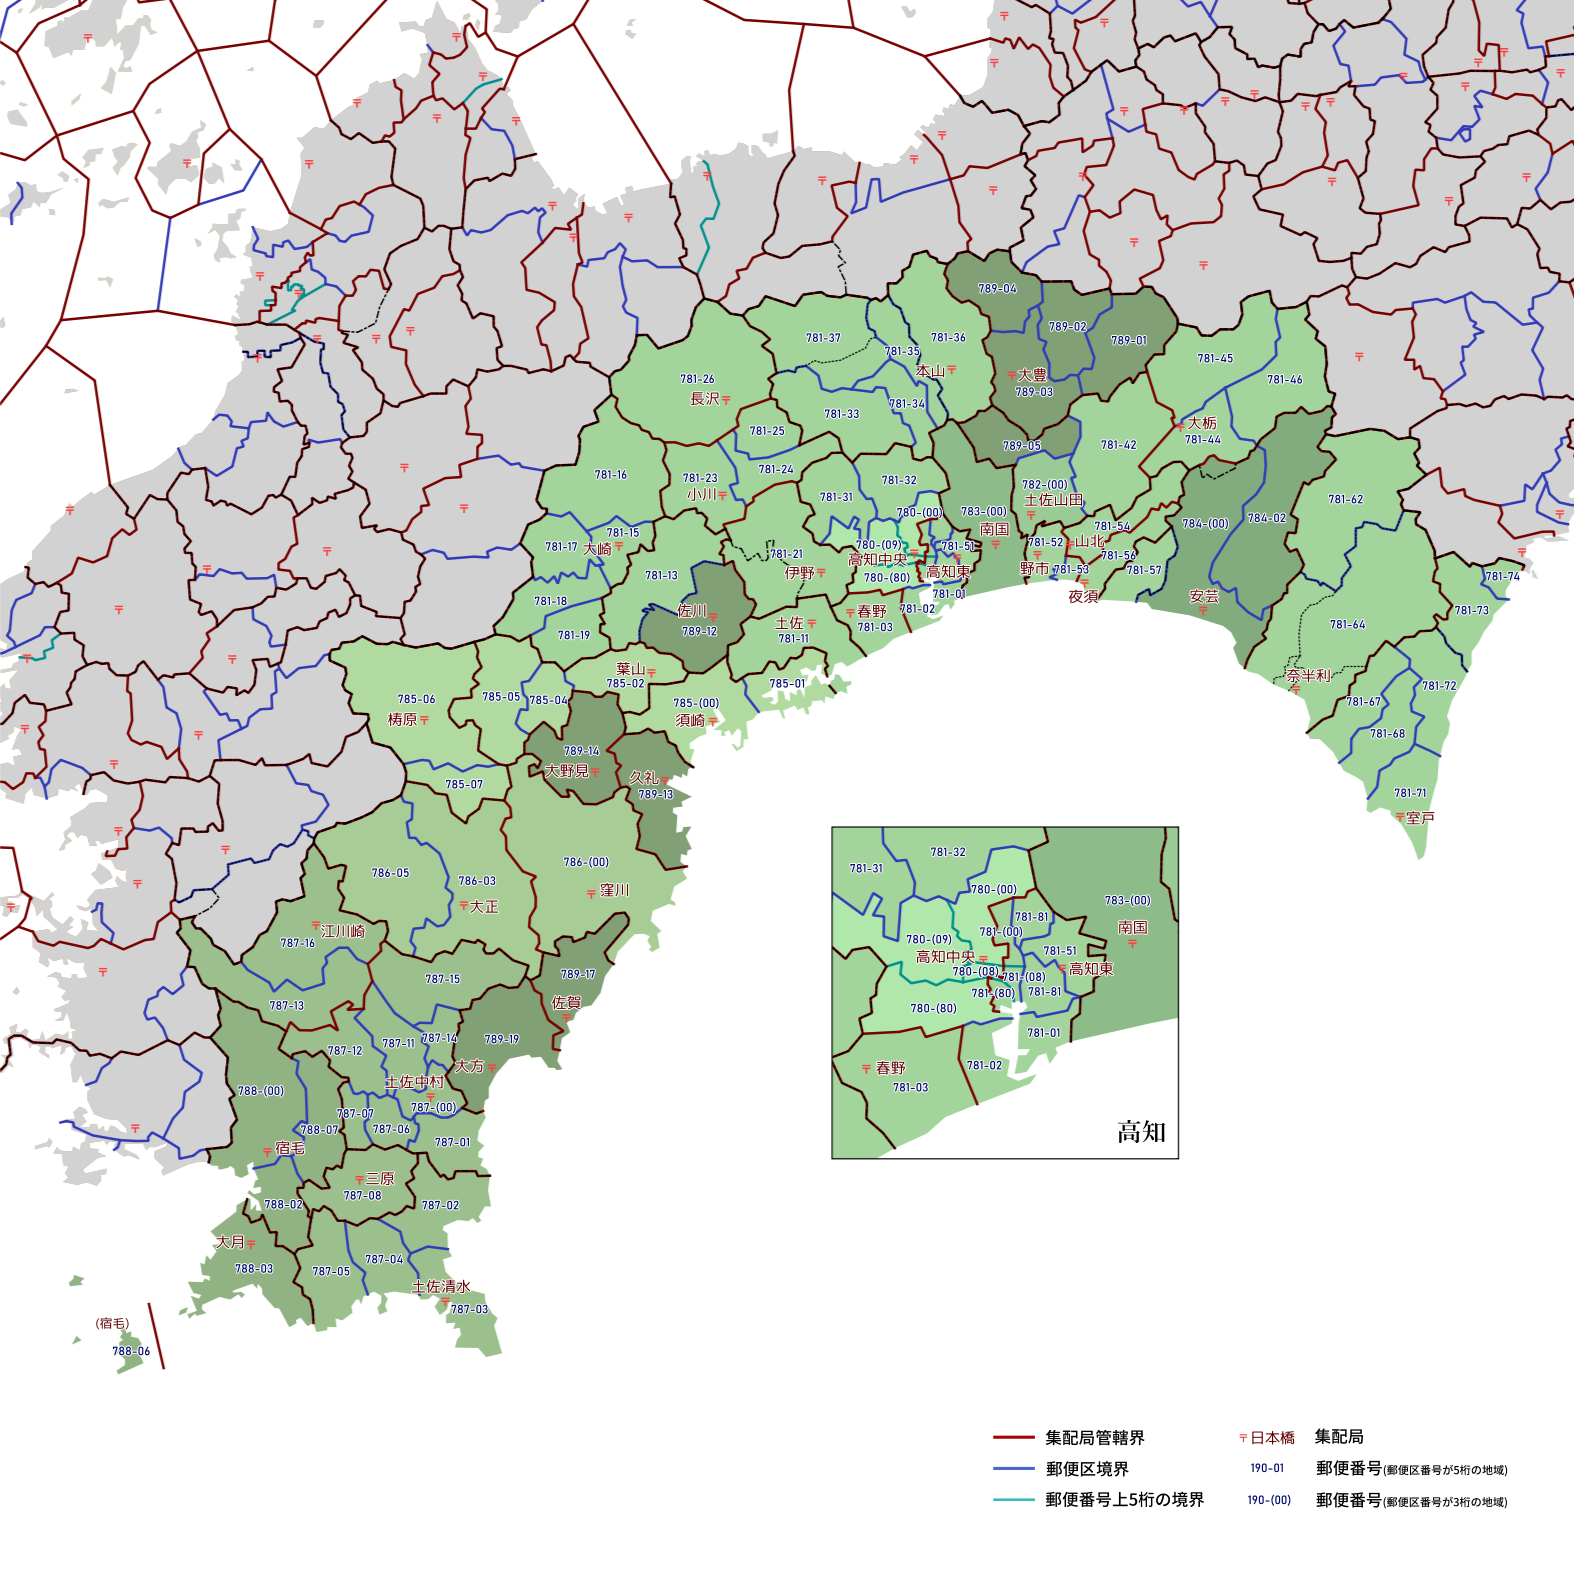 789-04
789-02
789-01
781-37
781-36
781-35
本山
大豊
789-03
781-45
781-46
781-26
長沢
781-34
781-33
781-25
大栃
781-44
789-05
781-42
781-16
781-23
781-24
小川
781-31
781-32
782-(00)
土佐山田
781-62
780-(00)
783-(00)
南国
781-54
784-(00)
784-02
781-15
781-17
大崎
781-21
780-(09)
高知中央
781-51
781-52
山北
781-56
伊野
781-13
780-(80)
高知東
野市
781-53
781-57
781-74
781-01
夜須
安芸
781-18
佐川
789-12
春野
781-02
781-03
781-73
781-19
土佐
781-11
781-64
葉山
785-02
785-01
奈半利
785-06
785-05
785-04
785-(00)
781-72
781-67
梼原
須崎
781-68
789-14
大野見
久礼
789-13
785-07
781-71
室戸
786-05
786-03
786-(00)
窪川
大正
江川崎
787-16
787-15
789-17
787-13
佐賀
787-12
787-11
787-14
789-19
大方
788-(00)
土佐中村
787-(00)
787-07
788-07
787-06
787-01
宿毛
三原
787-08
788-02
787-02
大月
788-03
787-05
787-04
土佐清水
787-03
(宿毛)
788-06
781-31
781-32
780-(00)
783-(00)
781-81
南国
781-(00)
780-(09)
781-51
高知中央
780-(08)
781-(08)
高知東
781-(80)
781-81
780-(80)
781-01
春野
781-02
781-03
高知
集配局管轄界
〒日本橋 集配局
郵便区境界
190-01 郵便番号(郵便区番号が5桁の地域)
郵便番号上5桁の境界
190-(00) 郵便番号(郵便区番号が3桁の地域)